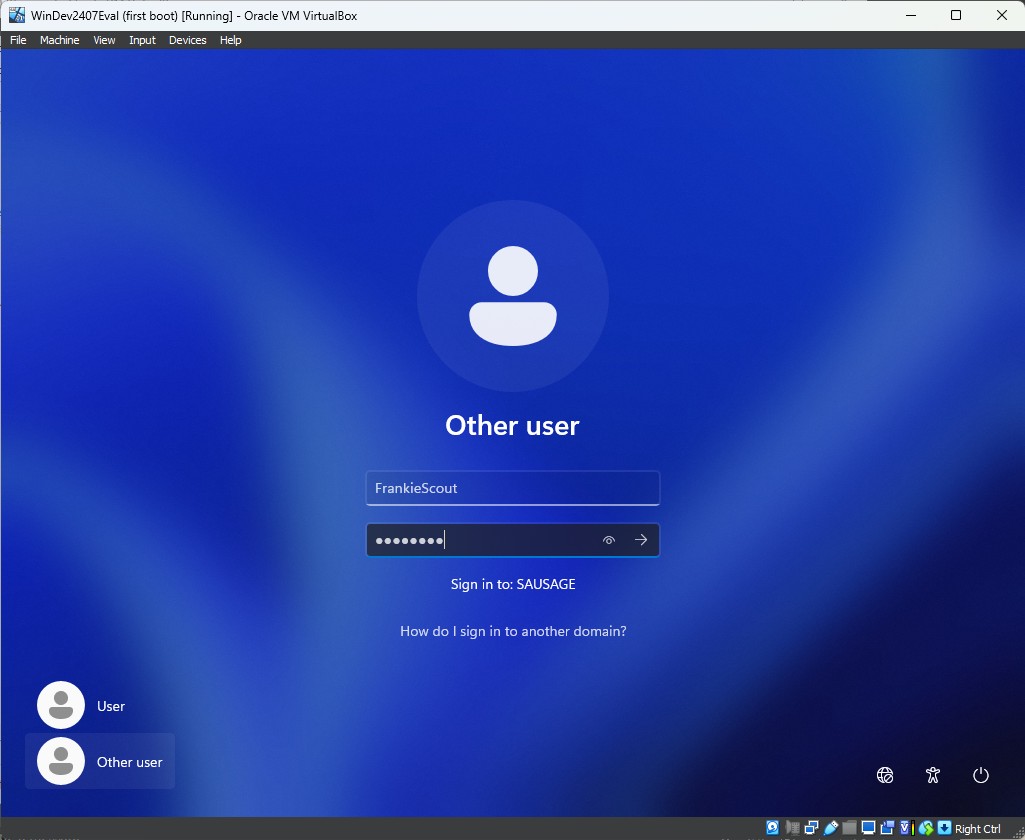 WinDev2407Eval (first boot) [Running] - Oracle VM VirtualBox
File Machine View Input Devices Help
Other user
FrankieScout
Sign in to: SAUSAGE
How do I sign in to another domain?
User
Other user
Right Ctrl